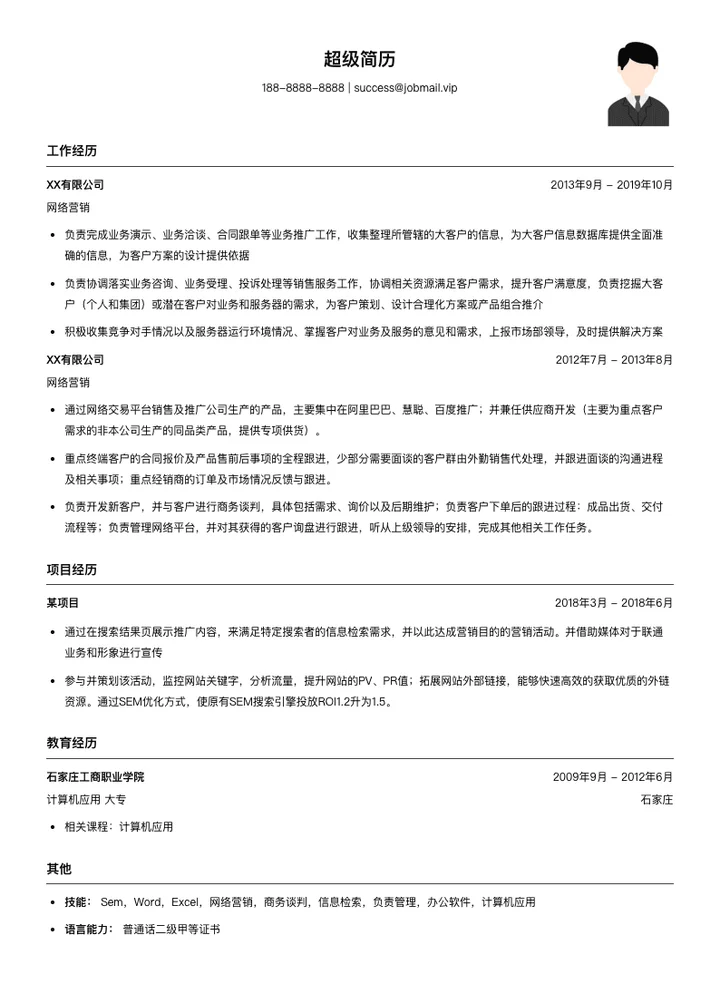 超级简历
188-8888-8888 | success@jobmail.vip
工作经历
XX有限公司 2013年9月 – 2019年10月
网络营销
• 负责完成业务演示、业务洽谈、合同跟单等业务推广工作，收集整理所管辖的大客户的信息，为大客户信息数据库提供全面准
确的信息，为客户方案的设计提供依据
• 负责协调落实业务咨询、业务受理、投诉处理等销售服务工作，协调相关资源满足客户需求，提升客户满意度，负责挖掘大客
户（个人和集团）或潜在客户对业务和服务器的需求，为客户策划、设计合理化方案或产品组合推介
• 积极收集竞争对手情况以及服务器运行环境情况、掌握客户对业务及服务的意见和需求，上报市场部领导，及时提供解决方案
XX有限公司 2012年7月 – 2013年8月
网络营销
• 通过网络交易平台销售及推广公司生产的产品，主要集中在阿里巴巴、慧聪、百度推广；并兼任供应商开发（主要为重点客户
需求的非本公司生产的同品类产品，提供专项供货）。
• 重点终端客户的合同报价及产品售前后事项的全程跟进，少部分需要面谈的客户群由外勤销售代处理，并跟进面谈的沟通进程
及相关事项；重点经销商的订单及市场情况反馈与跟进。
• 负责开发新客户，并与客户进行商务谈判，具体包括需求、询价以及后期维护；负责客户下单后的跟进过程：成品出货、交付
流程等；负责管理网络平台，并对其获得的客户询盘进行跟进，听从上级领导的安排，完成其他相关工作任务。
项目经历
某项目 2018年3月 – 2018年6月
• 通过在搜索结果页展示推广内容，来满足特定搜索者的信息检索需求，并以此达成营销目的的营销活动。并借助媒体对于联通
业务和形象进行宣传
• 参与并策划该活动，监控网站关键字，分析流量，提升网站的PV、PR值；拓展网站外部链接，能够快速高效的获取优质的外链
资源。通过SEM优化方式，使原有SEM搜索引擎投放ROI1.2升为1.5。
教育经历
石家庄工商职业学院 2009年9月 – 2012年6月
计算机应用 大专 石家庄
• 相关课程：计算机应用
其他
• 技能： Sem，Word，Excel，网络营销，商务谈判，信息检索，负责管理，办公软件，计算机应用
• 语言能力： 普通话二级甲等证书